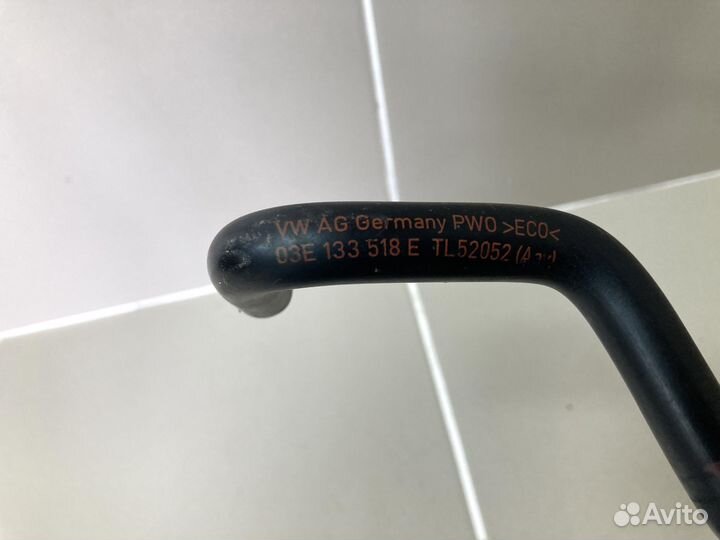 VW AG Germany PWO >ECO<
03E 133 518 E TL52052
Avito